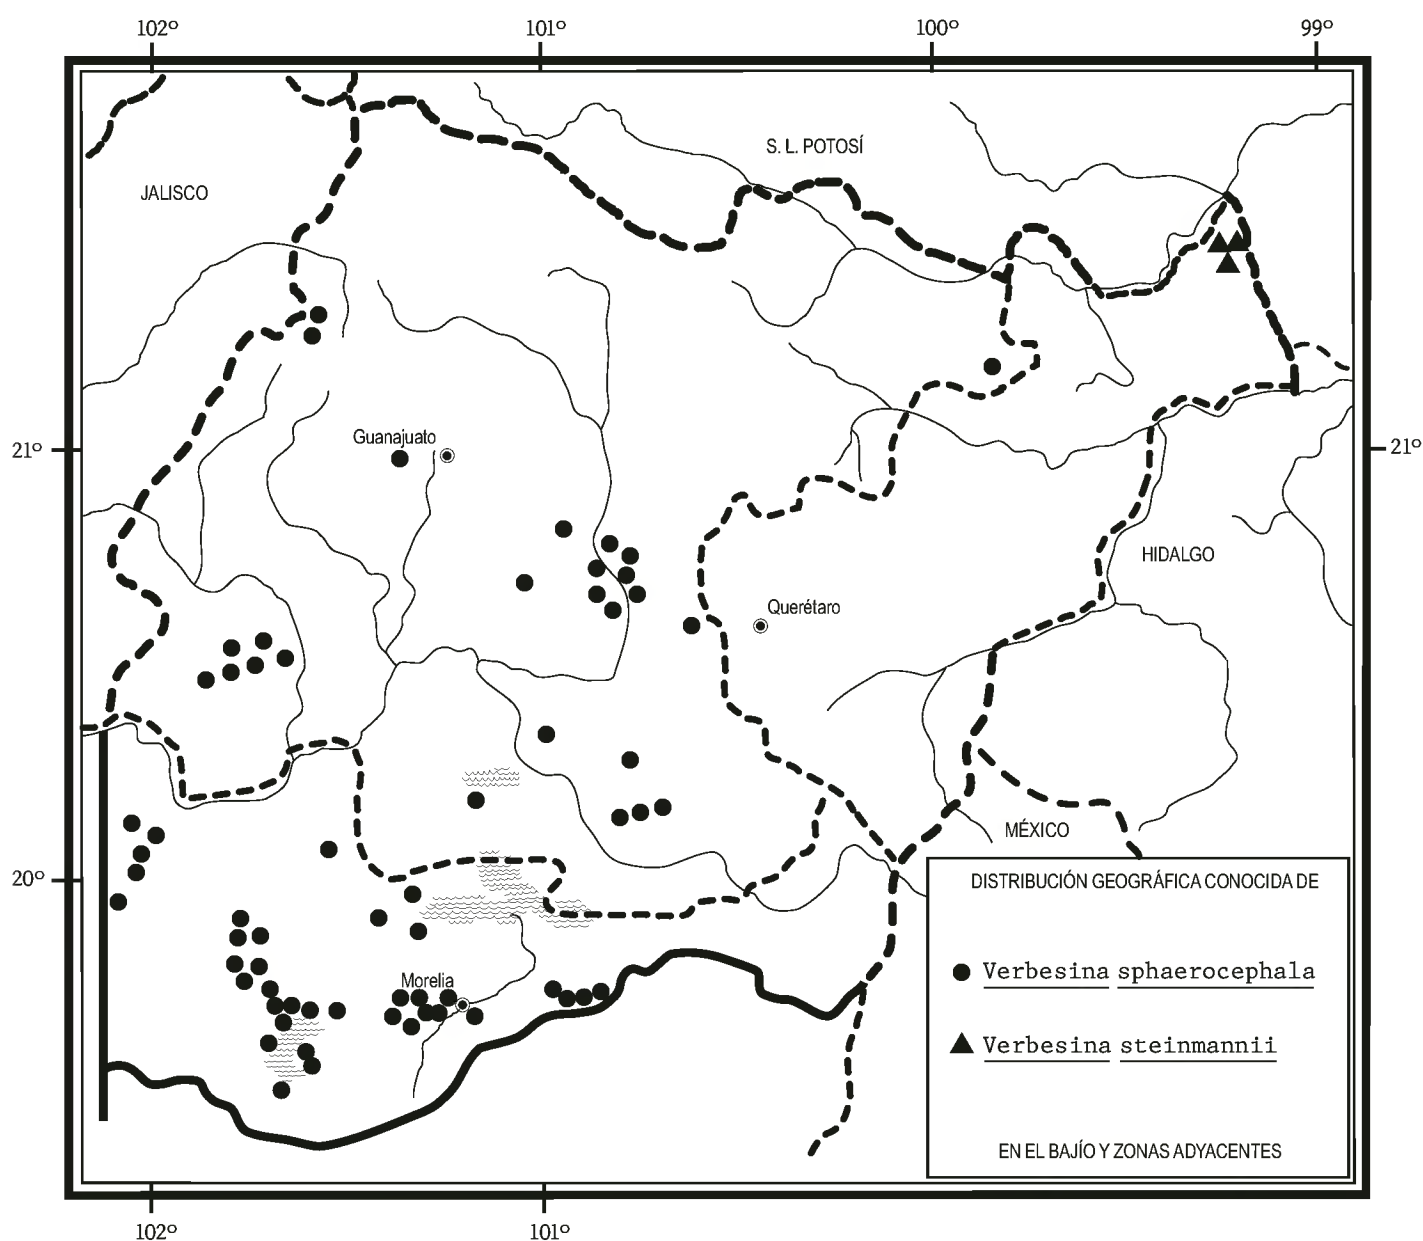 102º 101º 100º 99º
S. L. POTOSÍ
JALISCO
Guanajuato
21º
21º
HIDALGO
Querétaro
MÉXICO
20º
DISTRIBUCIÓN GEOGRÁFICA CONOCIDA DE
Verbesina sphaerocephala
Morelia
Verbesina steinmannii
EN EL BAJÍO Y ZONAS ADYACENTES
102º 101º